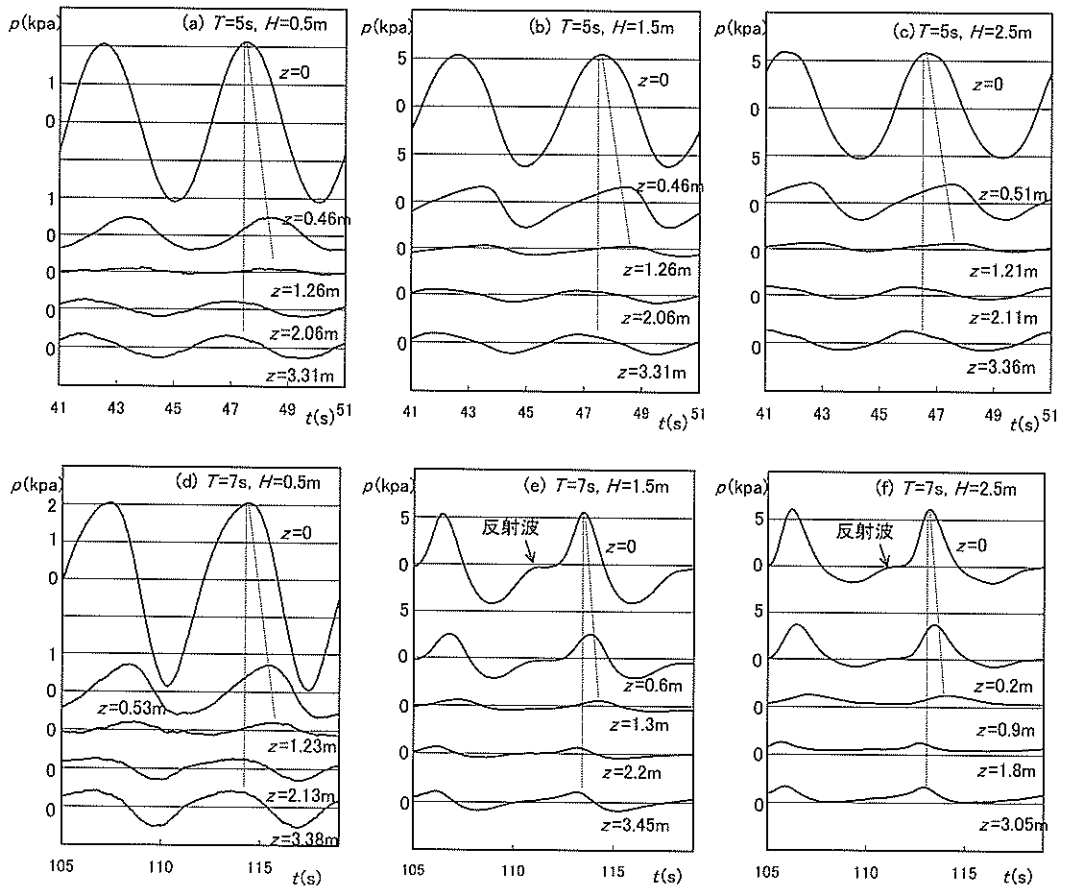 p(kpa)
(a) T=5s, H=0.5m
1
0
1
0
0
0
0
z=0
z=0.46m
z=1.26m
z=2.06m
z=3.31m
41 43 45 47 49 51
t(s)
p(kpa)
(b) T=5s, H=1.5m
5
0
5
0
0
0
0
z=0
z=0.46m
z=1.26m
z=2.06m
z=3.31m
41 43 45 47 49 51
t(s)
p(kpa)
(c) T=5s, H=2.5m
5
0
5
0
0
0
0
z=0
z=0.51m
z=1.21m
z=2.11m
z=3.36m
41 43 45 47 49 51
t(s)
p(kpa)
(d) T=7s, H=0.5m
2
1
0
1
0
0
0
0
z=0
z=0.53m
z=1.23m
z=2.13m
z=3.38m
105 110 115
t(s)
p(kpa)
(e) T=7s, H=1.5m
5
0
5
0
0
0
0
反射波
z=0
z=0.6m
z=1.3m
z=2.2m
z=3.45m
105 110 115
t(s)
p(kpa)
(f) T=7s, H=2.5m
5
0
5
0
0
0
0
反射波
z=0
z=0.2m
z=0.9m
z=1.8m
z=3.05m
105 110 115
t(s)